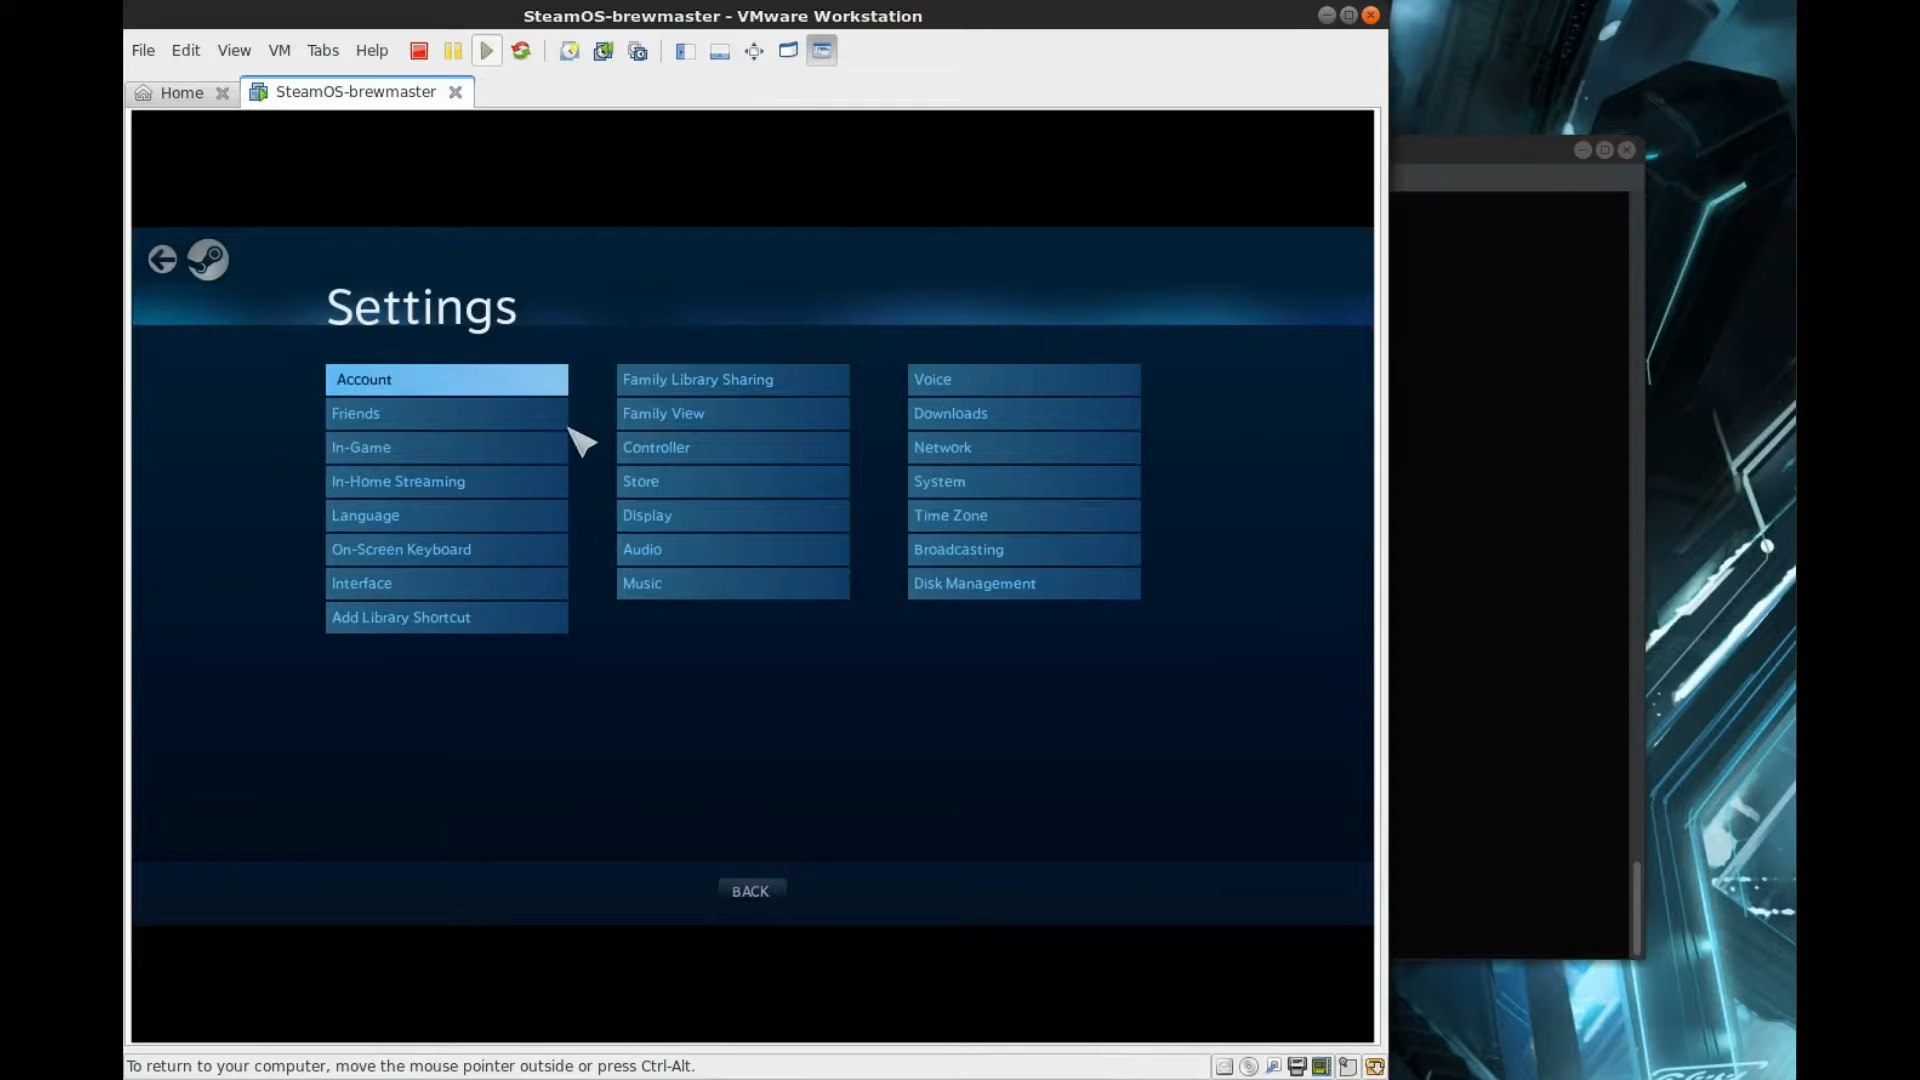 SteamOS-brewmaster - VMware Workstation
File Edit View VM Tabs Help
Home SteamOS-brewmaster
Settings
Account Family Library Sharing Voice
Friends Family View Downloads
In-Game Controller Network
In-Home Streaming Store System
Language Display Time Zone
On-Screen Keyboard Audio Broadcasting
Interface Music Disk Management
Add Library Shortcut
BACK
To return to your computer, move the mouse pointer outside or press Ctrl-Alt.